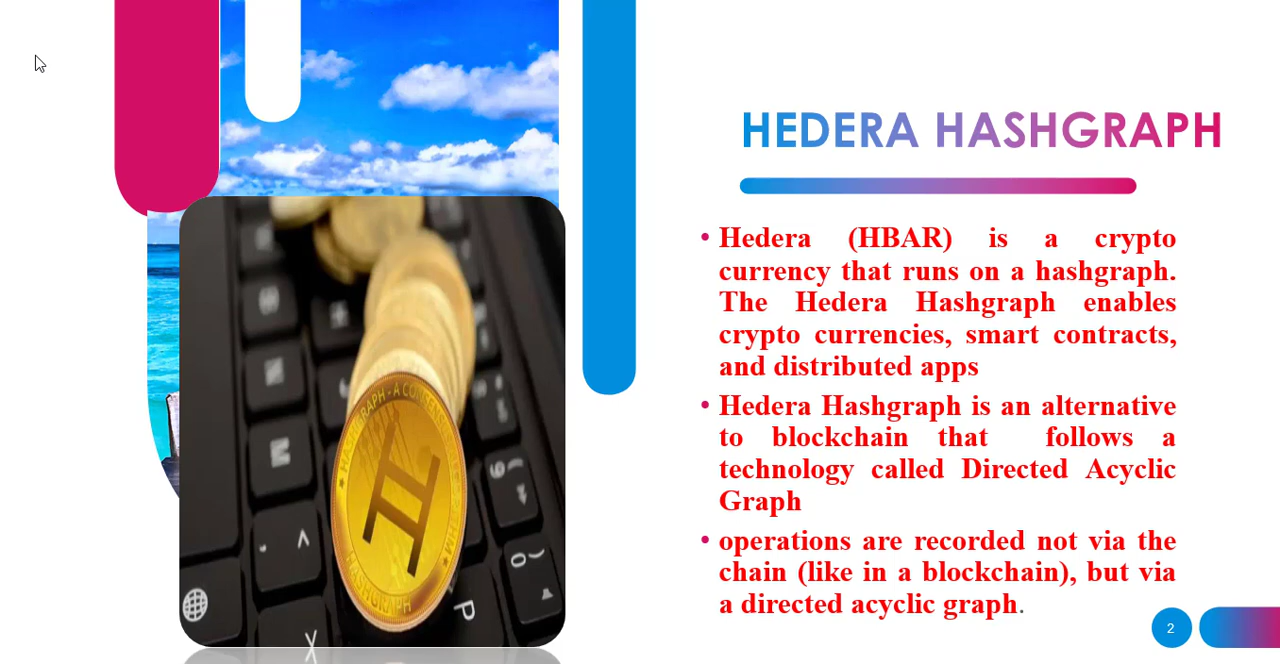 HEDERA HASHGRAPH
• Hedera (HBAR) is a crypto
currency that runs on a hashgraph.
The Hedera Hashgraph enables
crypto currencies, smart contracts,
and distributed apps
• Hedera Hashgraph is an alternative
to blockchain that follows a
technology called Directed Acyclic
Graph
• operations are recorded not via the
chain (like in a blockchain), but via
a directed acyclic graph.
2
HASHGRAPH
M
P
X